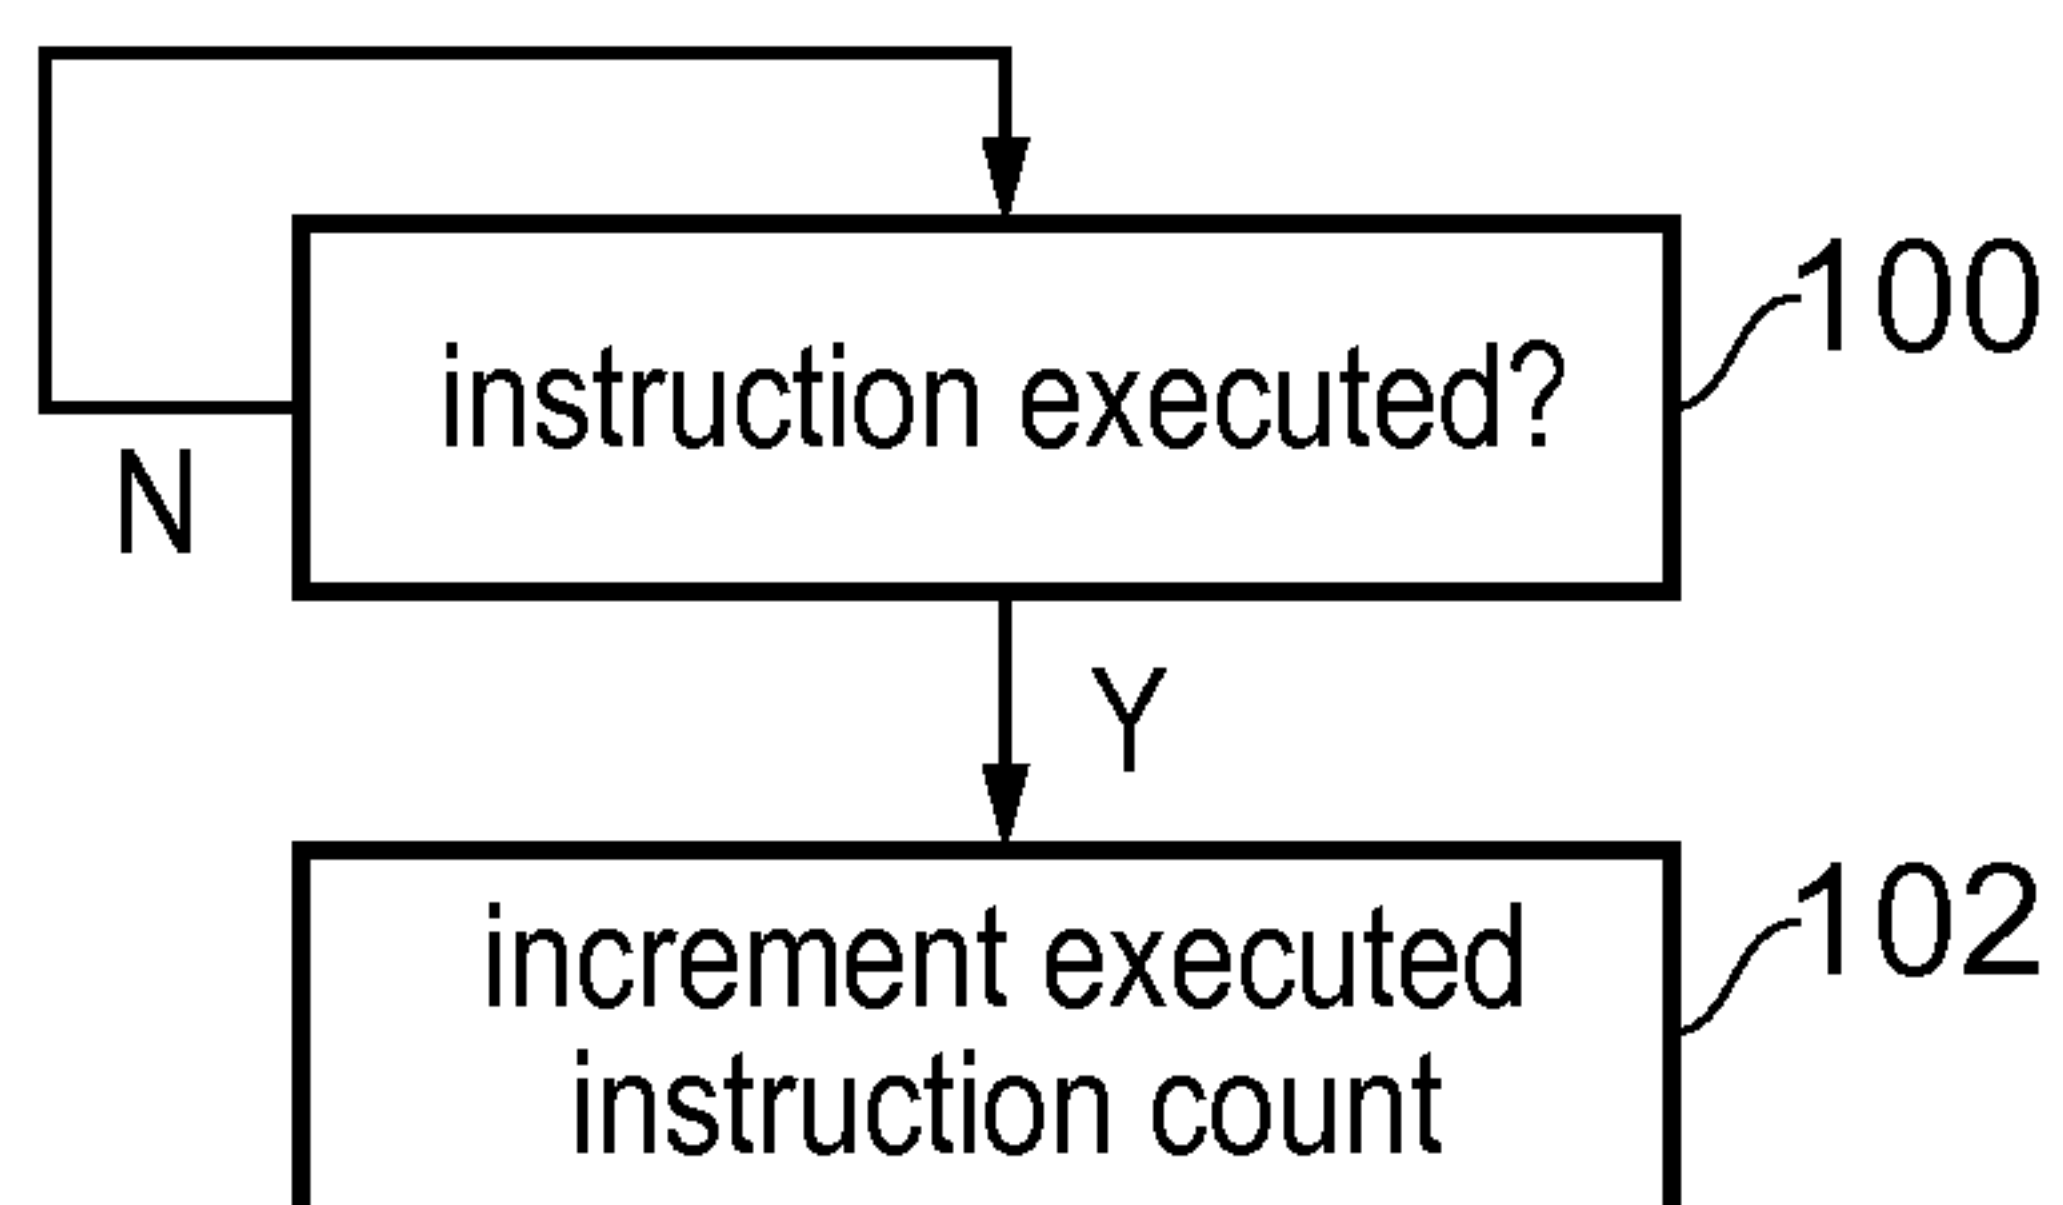 instruction executed?
100
N
Y
increment executed
instruction count
102